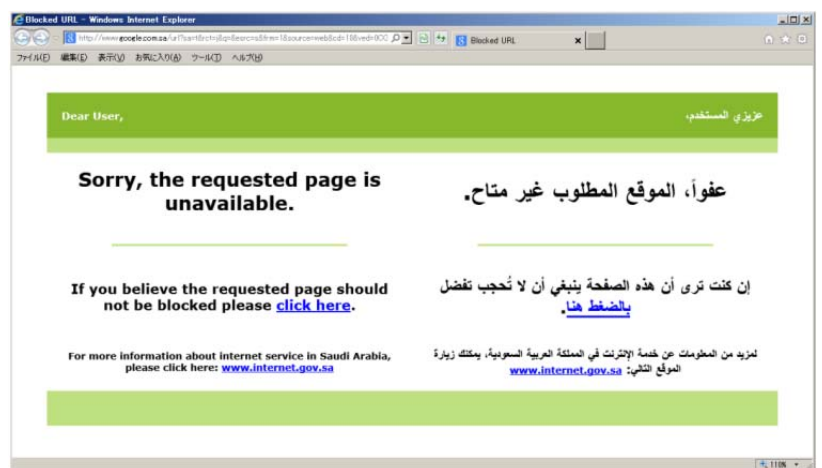 Blocked URL - Windows Internet Explorer
Blocked URL
ファイル(F) 編集(E) 表示(V) お気に入り(A) ツール(T) ヘルプ(H)
Dear User,
عزيزي المستخدم،
Sorry, the requested page is
unavailable.
عفواً، الموقع المطلوب غير متاح.
If you believe the requested page should
not be blocked please click here.
إن كنت ترى أن هذه الصفحة ينبغي أن لا تُحجب تفضل
بالضغط هنا.
For more information about internet service in Saudi Arabia,
please click here: www.internet.gov.sa
لمزيد من المعلومات عن خدمة الإنترنت في المملكة العربية السعودية، يمكنك زيارة
الموقع التالي: www.internet.gov.sa
110%